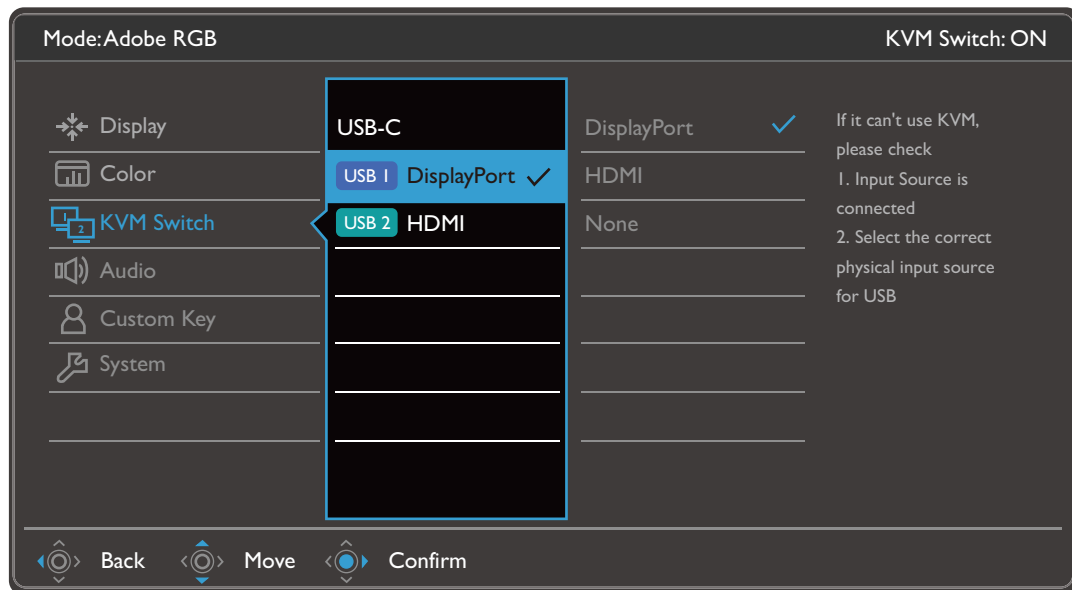 Mode:Adobe RGB
KVM Switch: ON
Display
Color
1 2 KVM Switch
Audio
Custom Key
System
USB-C
USB 1 DisplayPort
USB 2 HDMI
DisplayPort
HDMI
None
If it can't use KVM,
please check
1. Input Source is
connected
2. Select the correct
physical input source
for USB
Back Move Confirm